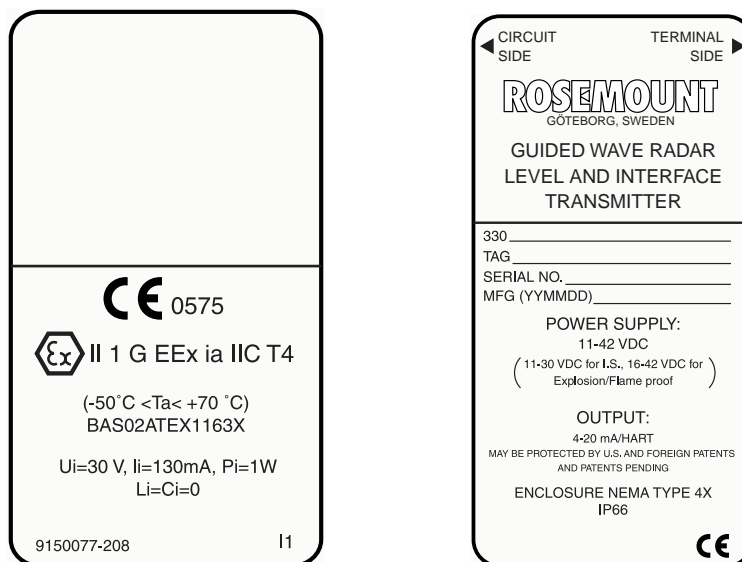 CE 0575
Ex II 1 G EEx ia IIC T4
(-50˚C <Ta< +70 ˚C)
BAS02ATEX1163X
Ui=30 V, Ii=130mA, Pi=1W
Li=Ci=0
9150077-208 I1
CIRCUIT SIDE
TERMINAL SIDE
ROSEMOUNT
GÖTEBORG, SWEDEN
GUIDED WAVE RADAR
LEVEL AND INTERFACE
TRANSMITTER
330
TAG
SERIAL NO.
MFG (YYMMDD)
POWER SUPPLY:
11-42 VDC
(11-30 VDC for I.S., 16-42 VDC for
Explosion/Flame proof)
OUTPUT:
4-20 mA/HART
MAY BE PROTECTED BY U.S. AND FOREIGN PATENTS
AND PATENTS PENDING
ENCLOSURE NEMA TYPE 4X
IP66
CE